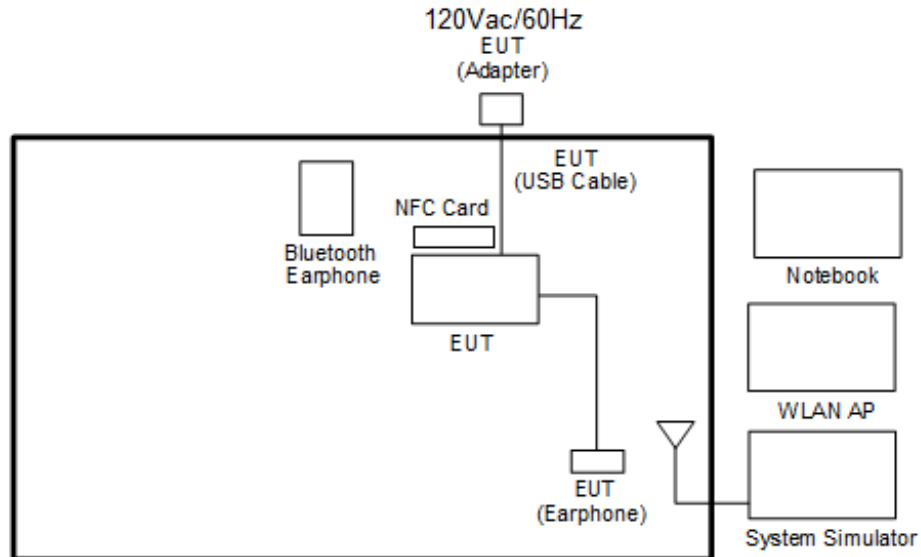 120Vac/60Hz
EUT
(Adapter)
EUT
(USB Cable)
NFC Card
Bluetooth
Earphone
Notebook
EUT
WLAN AP
EUT
(Earphone)
System Simulator